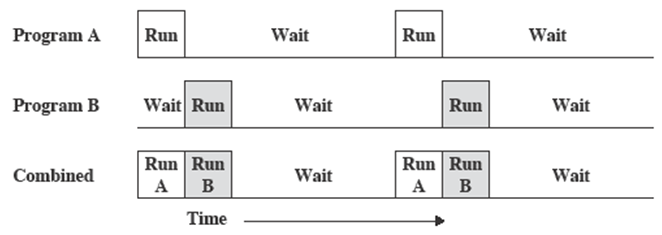 Program A Run Wait Run Wait
Program B Wait Run Wait Run Wait
Combined Run A Run B Wait Run A Run B Wait
Time